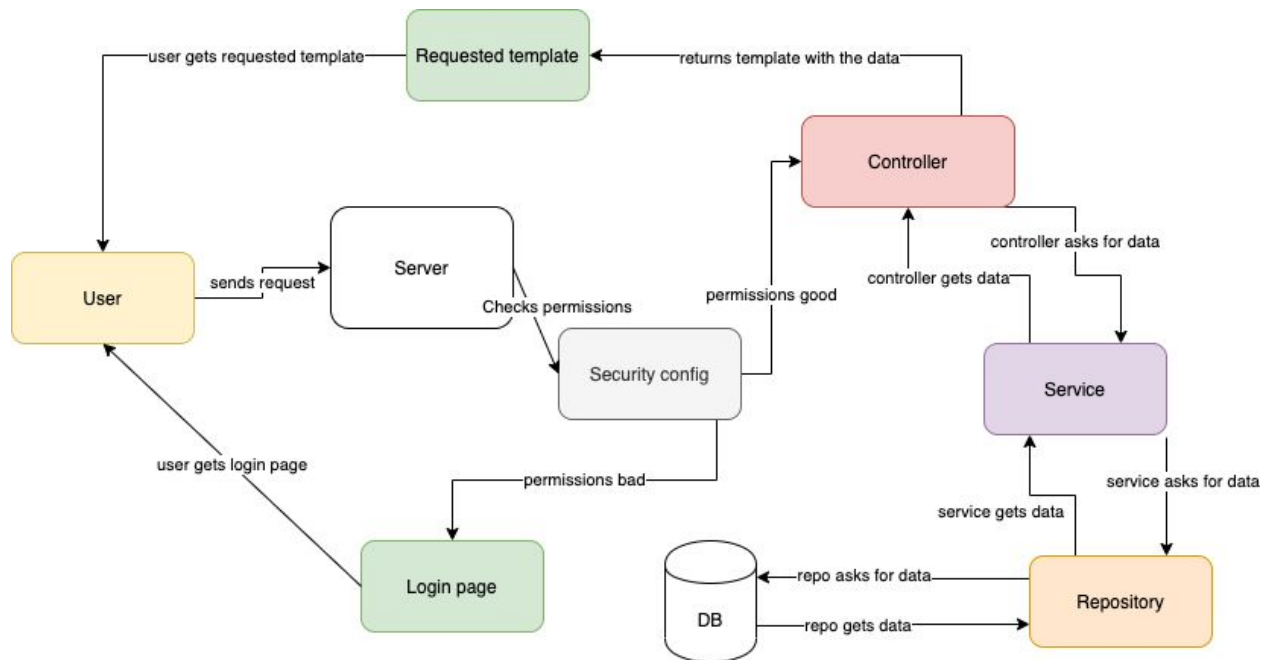 user gets requested template
Requested template
returns template with the data
Controller
controller asks for data
controller gets data
User
sends request
Server
Checks permissions
permissions good
Security config
Service
user gets login page
permissions bad
service asks for data
service gets data
Login page
DB
repo asks for data
repo gets data
Repository